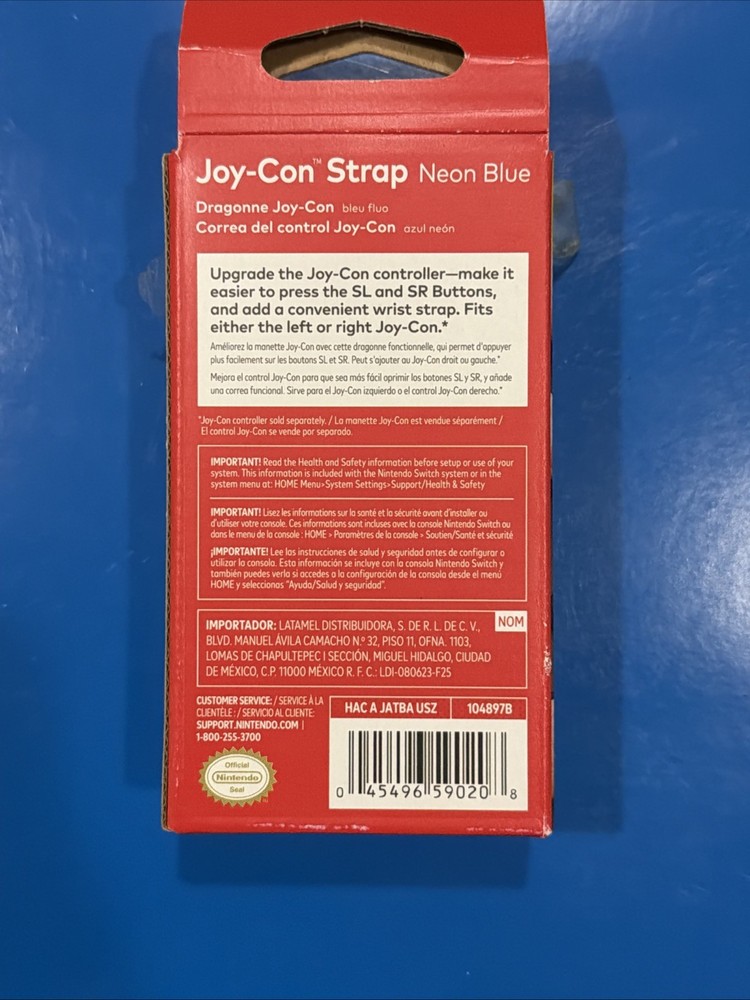 Joy-Con™ Strap Neon Blue
Dragonne Joy-Con bleu fluo
Correa del control Joy-Con azul neón
Upgrade the Joy-Con controller—make it
easier to press the SL and SR Buttons,
and add a convenient wrist strap. Fits
either the left or right Joy-Con.*
Améliorez la manette Joy-Con avec cette dragonne fonctionnelle, qui permet d'appuyer
plus facilement sur les boutons SL et SR. Peut s'ajouter au Joy-Con droit ou gauche.*
Mejora el control Joy-Con para que sea más fácil oprimir los botones SL y SR, y añade
una correa funcional. Sirve para el Joy-Con izquierdo o el control Joy-Con derecho.*
*Joy-Con controller sold separately. / La manette Joy-Con est vendue séparément /
El control Joy-Con se vende por separado.
IMPORTANT! Read the Health and Safety information before setup or use of your
system. This information is included with the Nintendo Switch system or in the
system menu at: HOME Menu>System Settings>Support/Health & Safety
IMPORTANT! Lisez les informations sur la santé et la sécurité avant d'installer ou
d'utiliser votre console. Ces informations sont incluses avec la console Nintendo Switch ou
dans le menu de la console : HOME > Paramètres de la console > Soutien/Santé et sécurité
¡IMPORTANTE! Lee las instrucciones de salud y seguridad antes de configurar o
utilizar la consola. Esta información se incluye con la consola Nintendo Switch y
también puedes verla si accedes a la configuración de la consola desde el menú
HOME y seleccionas "Ayuda/Salud y seguridad".
IMPORTADOR: LATAMEL DISTRIBUIDORA, S. DE R. L. DE C. V.,
NOM
BLVD. MANUEL ÁVILA CAMACHO N.º 32, PISO 11, OFNA. 1103,
LOMAS DE CHAPULTEPEC I SECCIÓN, MIGUEL HIDALGO, CIUDAD
DE MÉXICO, C.P. 11000 MÉXICO R. F. C.: LDI-080623-F25
CUSTOMER SERVICE: / SERVICE À LA
CLIENTÈLE : / SERVICIO AL CLIENTE:
SUPPORT.NINTENDO.COM |
1-800-255-3700
HAC A JATBA USZ
104897B
Official
Nintendo
Seal
0 45496 59020 8